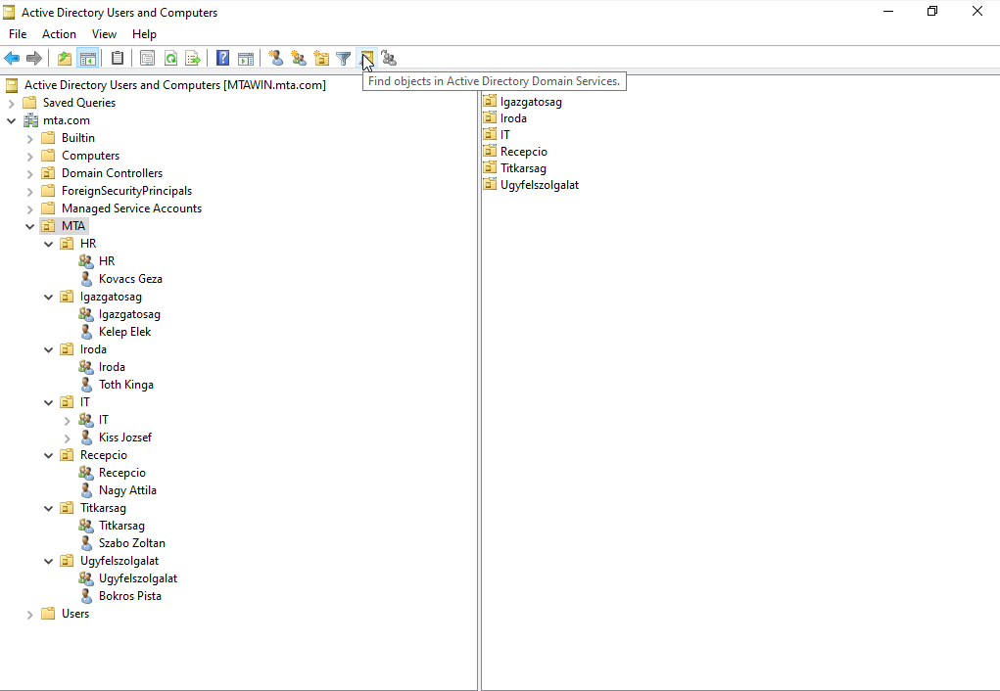 Active Directory Users and Computers
File Action View Help
Find objects in Active Directory Domain Services.
Active Directory Users and Computers [MTAWIN.mta.com]
Saved Queries
mta.com
Builtin
Computers
Domain Controllers
ForeignSecurityPrincipals
Managed Service Accounts
MTA
HR
HR
Kovacs Geza
Igazgatosag
Igazgatosag
Kelep Elek
Iroda
Iroda
Toth Kinga
IT
IT
Kiss Jozsef
Recepcio
Recepcio
Nagy Attila
Titkarsag
Titkarsag
Szabo Zoltan
Ugyfelszolgalat
Ugyfelszolgalat
Bokros Pista
Users
Igazgatosag
Iroda
IT
Recepcio
Titkarsag
Ugyfelszolgalat